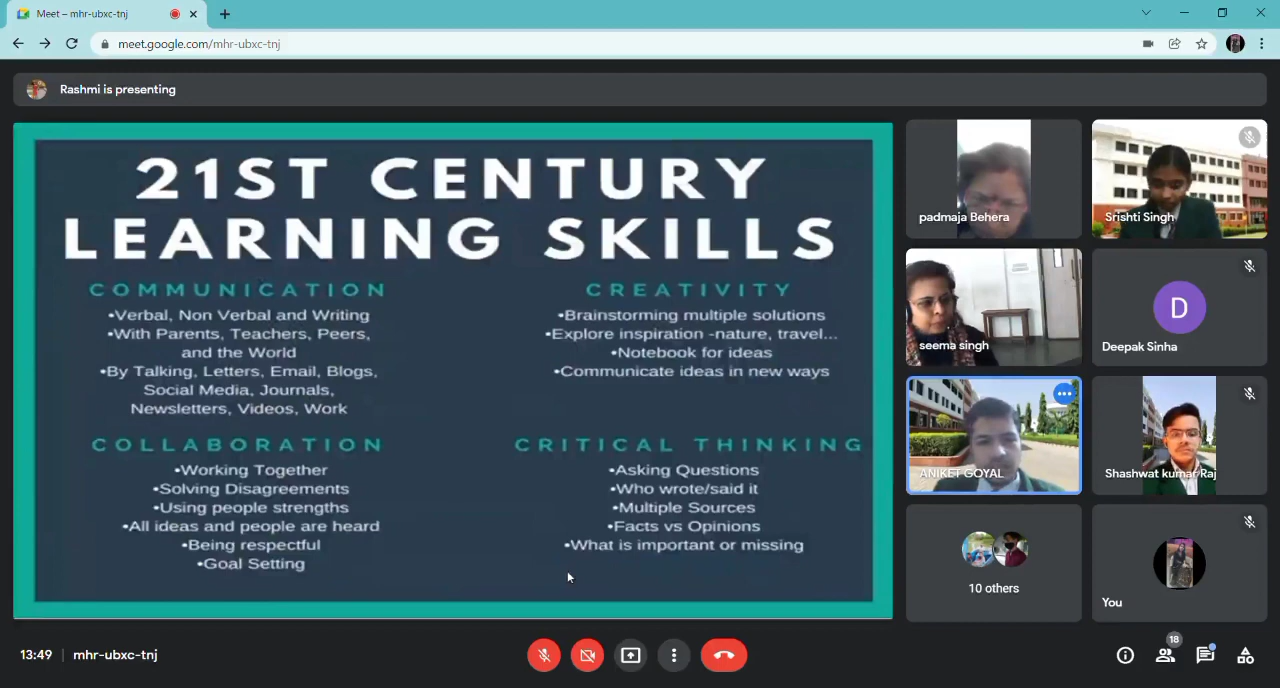 Meet – mhr-ubxc-tnj
meet.google.com/mhr-ubxc-tnj
Rashmi is presenting
21ST CENTURY
LEARNING SKILLS
COMMUNICATION
•Verbal, Non Verbal and Writing
•With Parents, Teachers, Peers,
and the World
•By Talking, Letters, Email, Blogs,
Social Media, Journals,
Newsletters, Videos, Work
CREATIVITY
•Brainstorming multiple solutions
•Explore inspiration -nature, travel...
•Notebook for ideas
•Communicate ideas in new ways
COLLABORATION
•Working Together
•Solving Disagreements
•Using people strengths
•All ideas and people are heard
•Being respectful
•Goal Setting
CRITICAL THINKING
•Asking Questions
•Who wrote/said it
•Multiple Sources
•Facts vs Opinions
•What is important or missing
padmaja Behera
Srishti Singh
seema singh
D
Deepak Sinha
ANIKET GOYAL
Shashwat kumar Raj
10 others
You
13:49 | mhr-ubxc-tnj
18